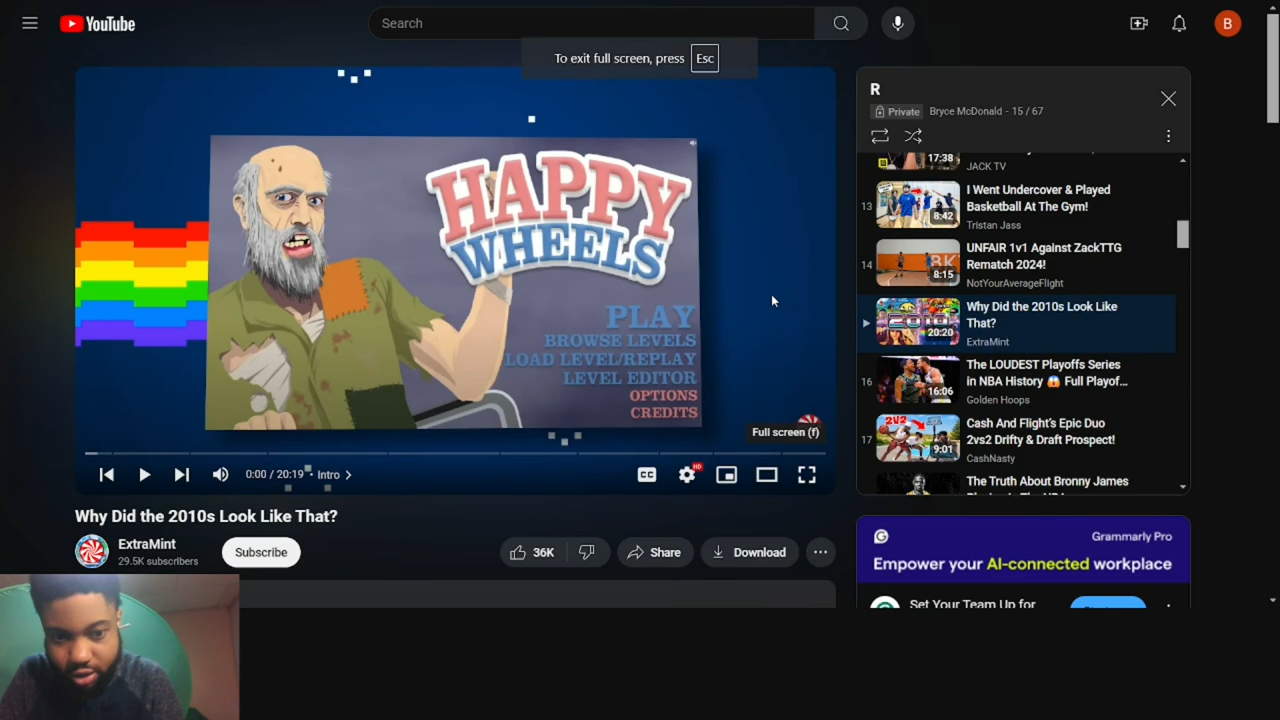 YouTube
Search
B
To exit full screen, press Esc
HAPPY
WHEELS
PLAY
BROWSE LEVELS
LOAD LEVEL/REPLAY
LEVEL EDITOR
OPTIONS
CREDITS
Full screen (f)
0:00 / 20:19 • Intro
CC
HD
Why Did the 2010s Look Like That?
ExtraMint
29.5K subscribers
Subscribe
36K
Share
Download
R
Private
Bryce McDonald - 15 / 67
17:38
JACK TV
13
8:42
I Went Undercover & Played
Basketball At The Gym!
Tristan Jass
14
8:15
UNFAIR 1v1 Against ZackTTG
Rematch 2024!
NotYourAverageFlight
2010
20:20
Why Did the 2010s Look Like
That?
ExtraMint
16
16:06
The LOUDEST Playoffs Series
in NBA History 😱 Full Playof...
Golden Hoops
17
2V2
9:01
Cash And Flight's Epic Duo
2vs2 Drifty & Draft Prospect!
CashNasty
The Truth About Bronny James
Grammarly Pro
Empower your AI-connected workplace
Set Your Team Up for